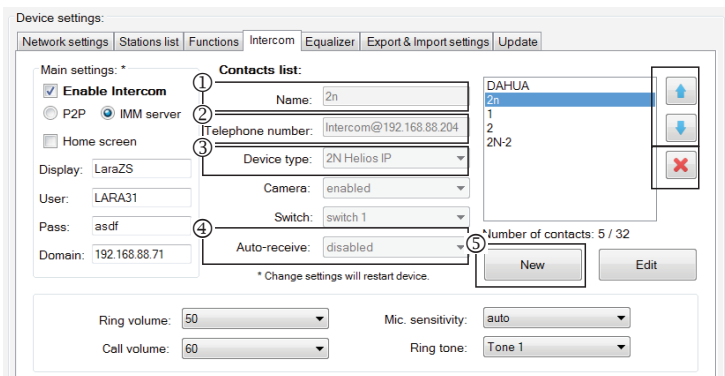 Device settings:
Network settings Stations list Functions Intercom Equalizer Export & Import settings Update
Main settings: *
Enable Intercom
P2P IMM server
Home screen
Display: LaraZS
User: LARA31
Pass: asdf
Domain: 192.168.88.71
Contacts list:
① Name: 2n
② Telephone number: Intercom@192.168.88.204
③ Device type: 2N Helios IP
Camera: enabled
Switch: switch 1
④ Auto-receive: disabled
* Change settings will restart device.
DAHUA
2n
1
2
2N-2
Number of contacts: 5 / 32
⑤ New Edit
Ring volume: 50 Mic. sensitivity: auto
Call volume: 60 Ring tone: Tone 1